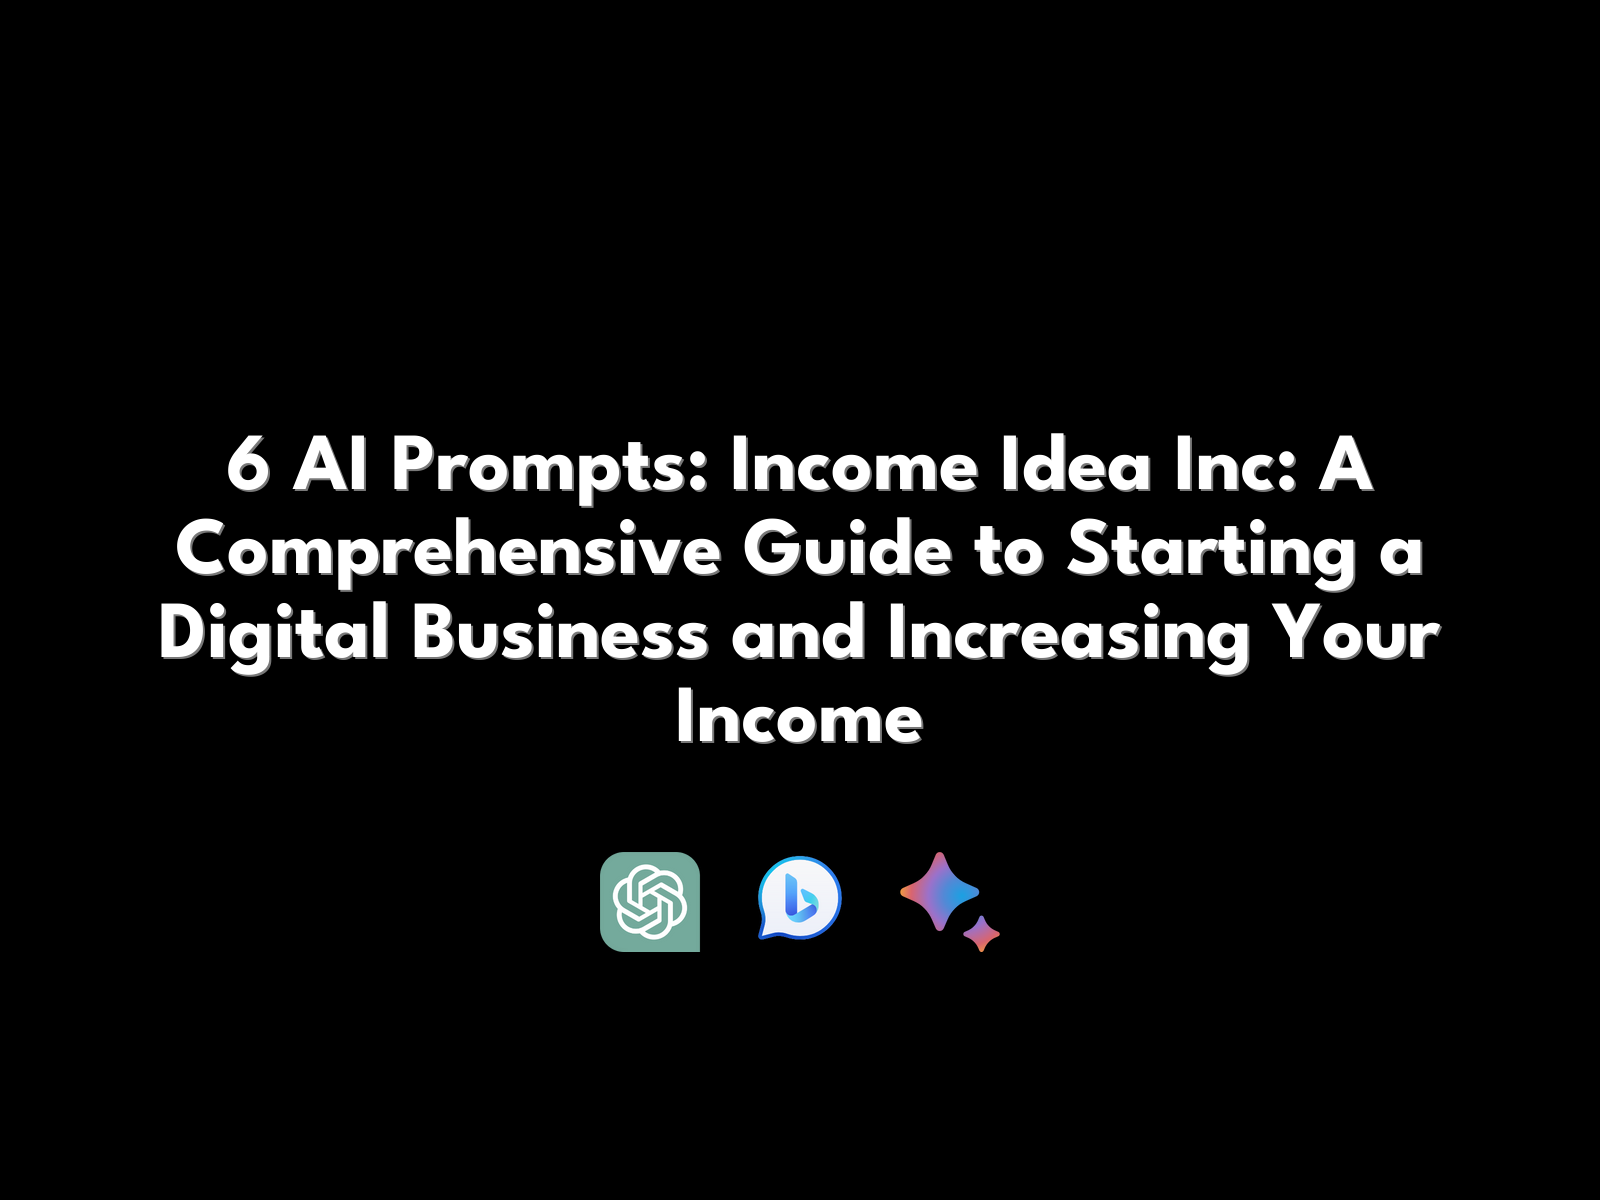 6 AI Prompts: Income Idea Inc: A
Comprehensive Guide to Starting a
Digital Business and Increasing Your
Income